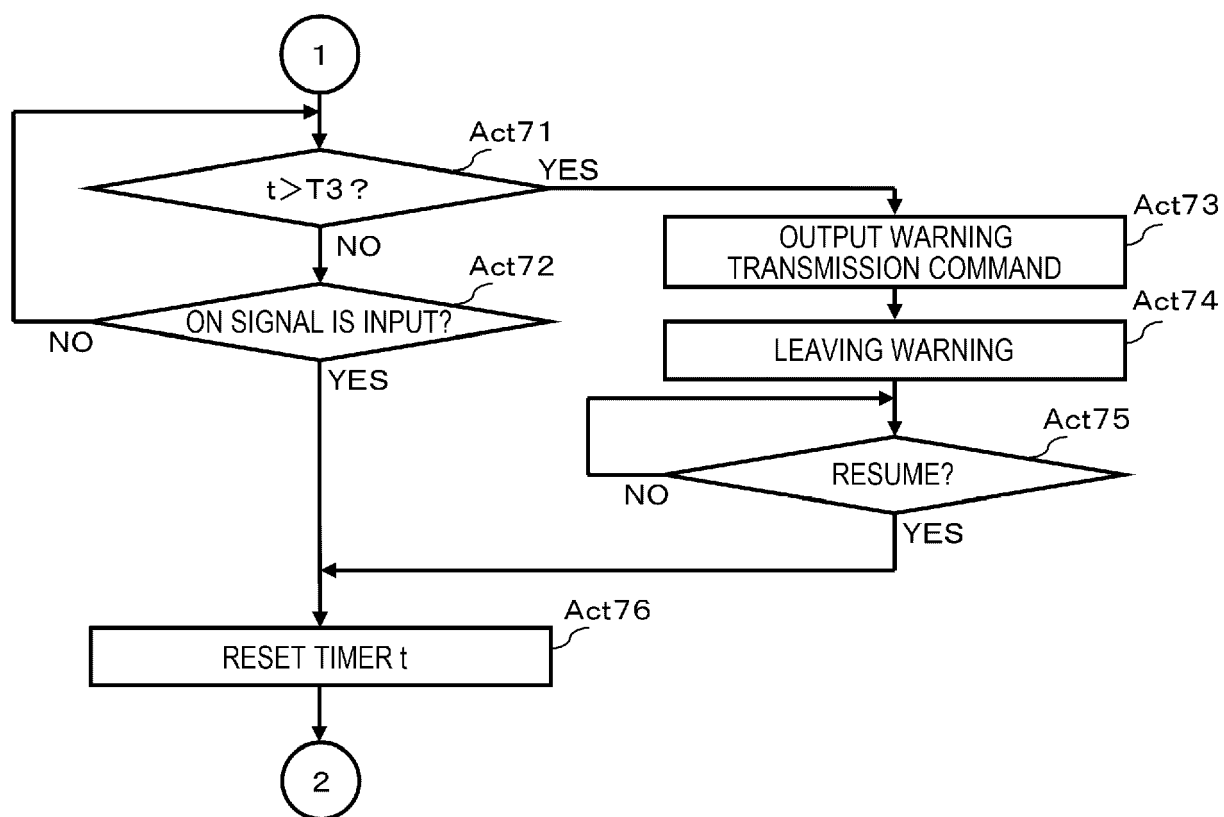 1
Act71
t>T3?
YES
NO
Act72
ON SIGNAL IS INPUT?
NO
YES
Act73
OUTPUT WARNING
TRANSMISSION COMMAND
Act74
LEAVING WARNING
Act75
RESUME?
NO
YES
Act76
RESET TIMER t
2